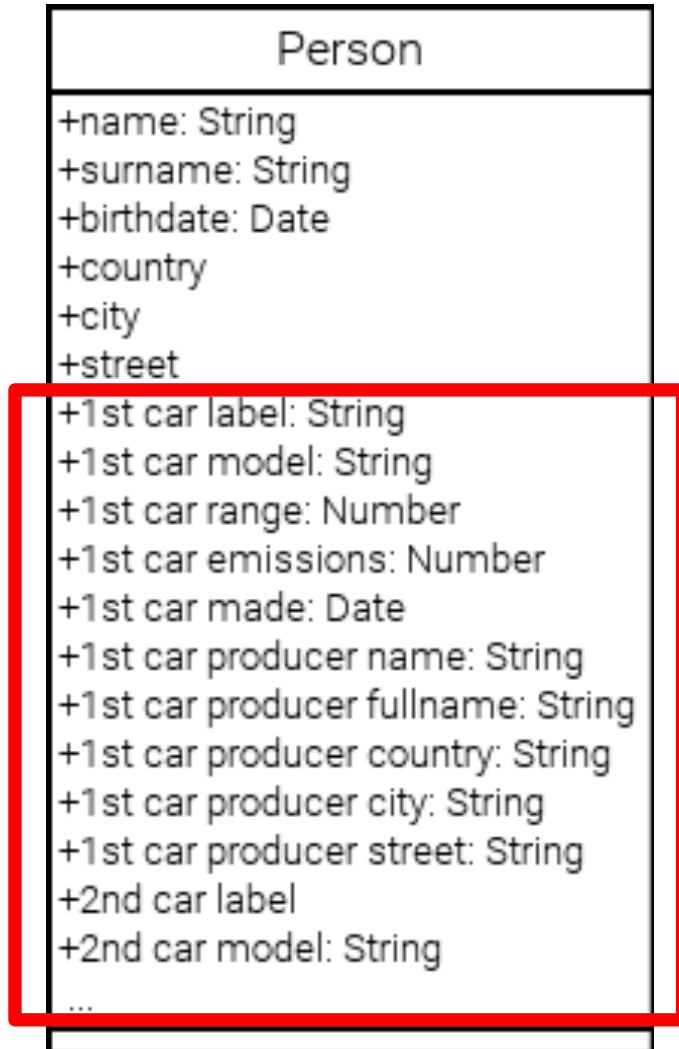 Person
+name: String
+surname: String
+birthdate: Date
+country
+city
+street
+1st car label: String
+1st car model: String
+1st car range: Number
+1st car emissions: Number
+1st car made: Date
+1st car producer name: String
+1st car producer fullname: String
+1st car producer country: String
+1st car producer city: String
+1st car producer street: String
+2nd car label
+2nd car model: String
...